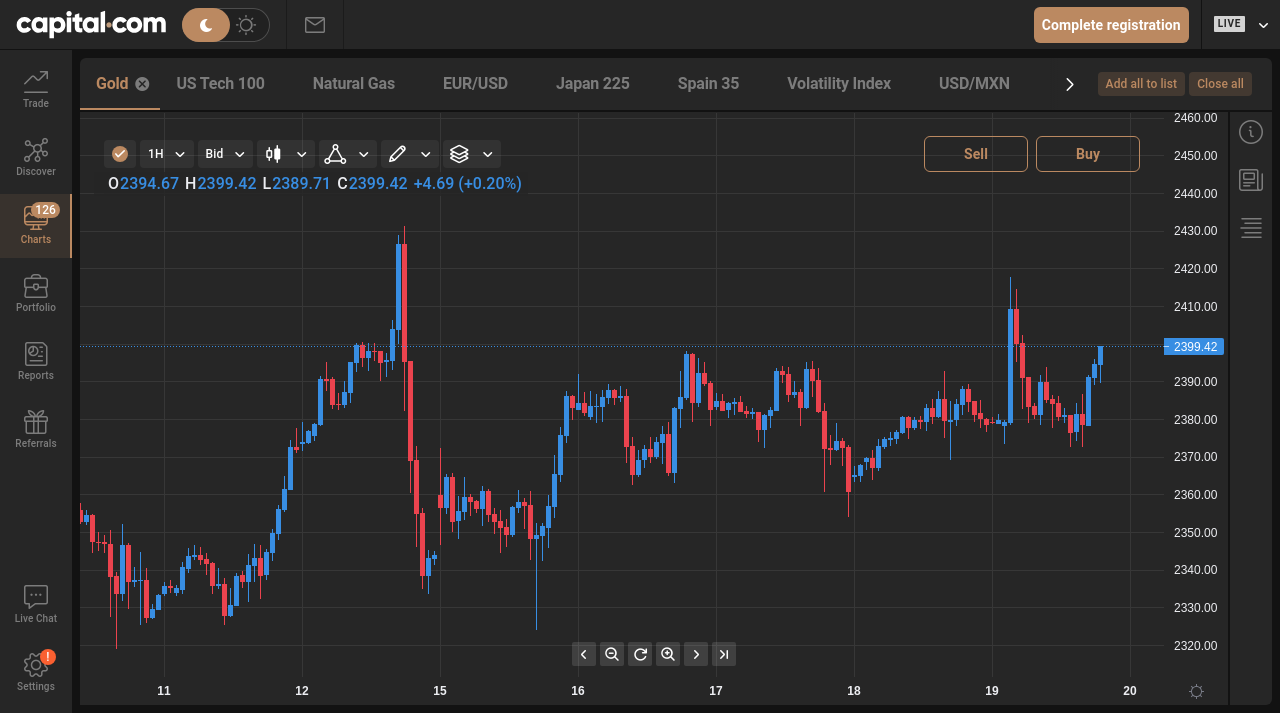 capital.com
Complete registration
LIVE
Trade
Discover
126
Charts
Portfolio
Reports
Referrals
Live Chat
!
Settings
Gold US Tech 100 Natural Gas EUR/USD Japan 225 Spain 35 Volatility Index USD/MXN
Add all to list Close all
1H Bid
Sell Buy
O2394.67 H2399.42 L2389.71 C2399.42 +4.69 (+0.20%)
2460.00
2450.00
2440.00
2430.00
2420.00
2410.00
2399.42
2390.00
2380.00
2370.00
2360.00
2350.00
2340.00
2330.00
2320.00
11 12 15 16 17 18 19 20